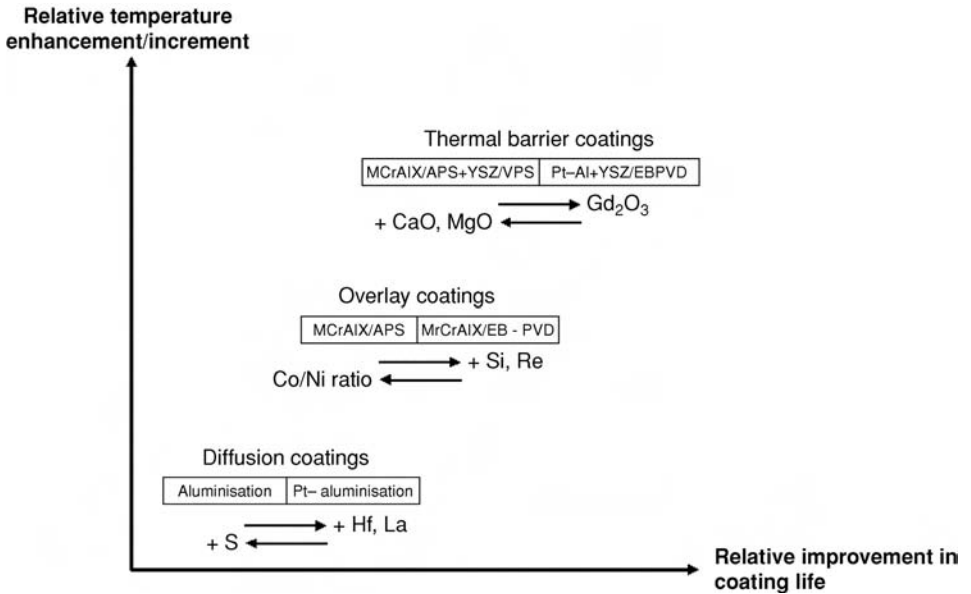 Relative temperature
enhancement/increment
Thermal barrier coatings
MCrAlX/APS+YSZ/VPS Pt–Al+YSZ/EBPVD
Gd₂O₃
+ CaO, MgO
Overlay coatings
MCrAlX/APS MrCrAlX/EB - PVD
+ Si, Re
Co/Ni ratio
Diffusion coatings
Aluminisation Pt– aluminisation
+ Hf, La
+ S
Relative improvement in
coating life